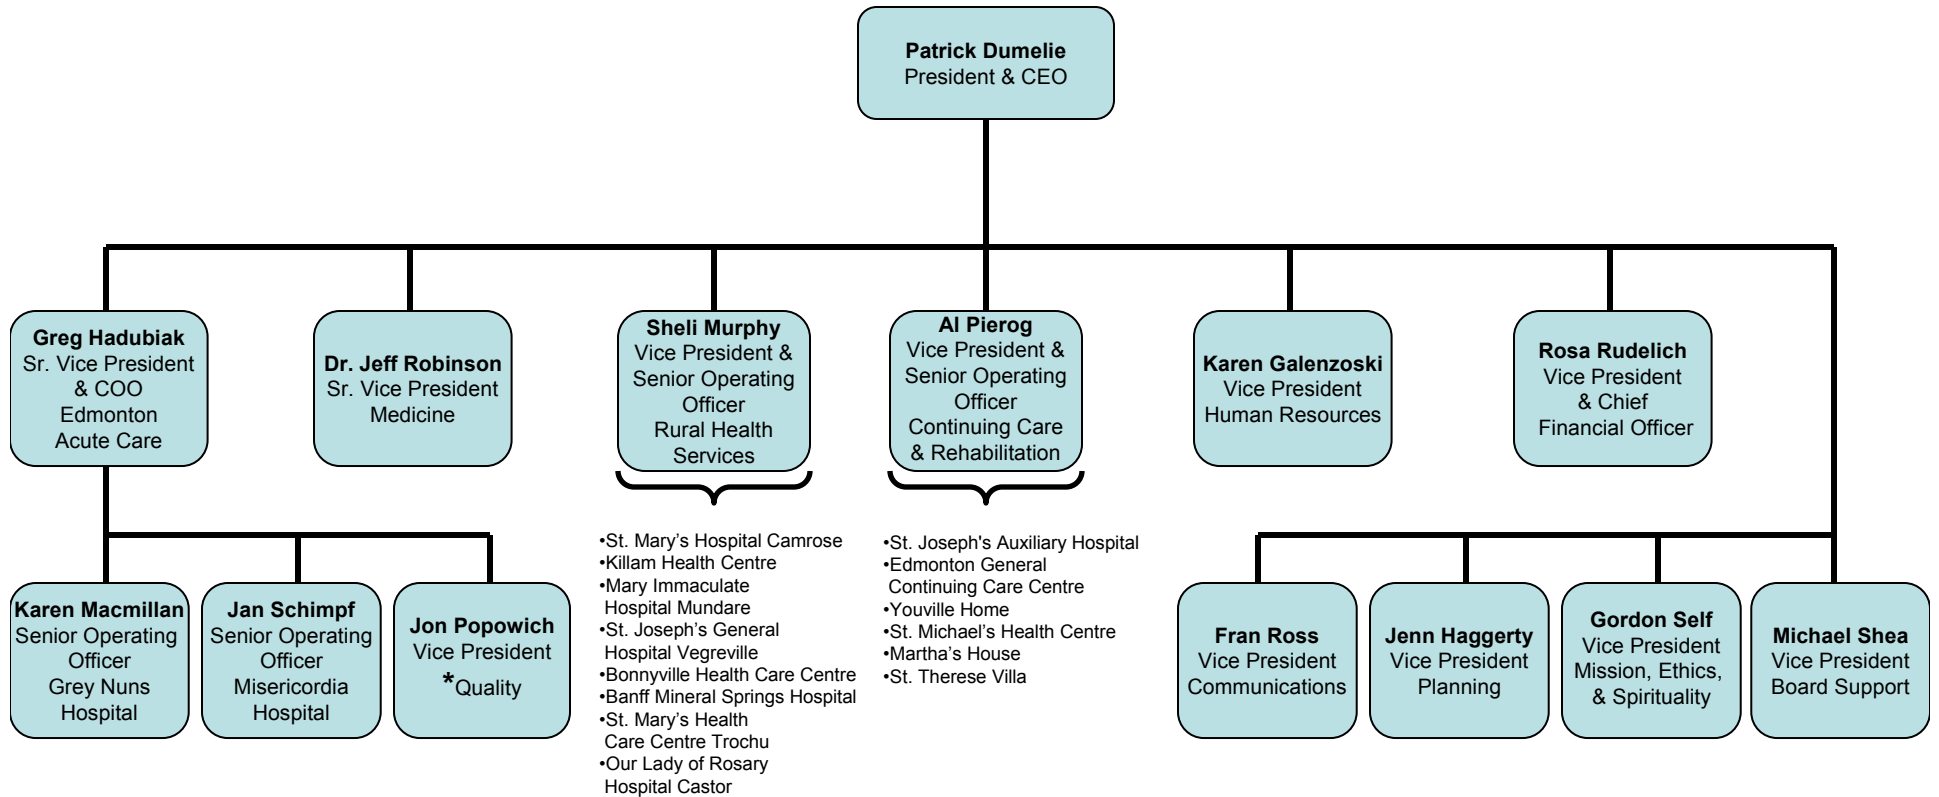 Patrick Dumelie
President & CEO
Greg Hadubiak
Sr. Vice President
& COO
Edmonton
Acute Care
Dr. Jeff Robinson
Sr. Vice President
Medicine
Sheli Murphy
Vice President &
Senior Operating
Officer
Rural Health
Services
Al Pierog
Vice President &
Senior Operating
Officer
Continuing Care
& Rehabilitation
Karen Galenzoski
Vice President
Human Resources
Rosa Rudelich
Vice President
& Chief
Financial Officer
Karen Macmillan
Senior Operating
Officer
Grey Nuns
Hospital
Jan Schimpf
Senior Operating
Officer
Misericordia
Hospital
Jon Popowich
Vice President
*Quality
•St. Mary’s Hospital Camrose
•Killam Health Centre
•Mary Immaculate
Hospital Mundare
•St. Joseph’s General
Hospital Vegreville
•Bonnyville Health Care Centre
•Banff Mineral Springs Hospital
•St. Mary’s Health
Care Centre Trochu
•Our Lady of Rosary
Hospital Castor
•St. Joseph's Auxiliary Hospital
•Edmonton General
Continuing Care Centre
•Youville Home
•St. Michael’s Health Centre
•Martha’s House
•St. Therese Villa
Fran Ross
Vice President
Communications
Jenn Haggerty
Vice President
Planning
Gordon Self
Vice President
Mission, Ethics,
& Spirituality
Michael Shea
Vice President
Board Support